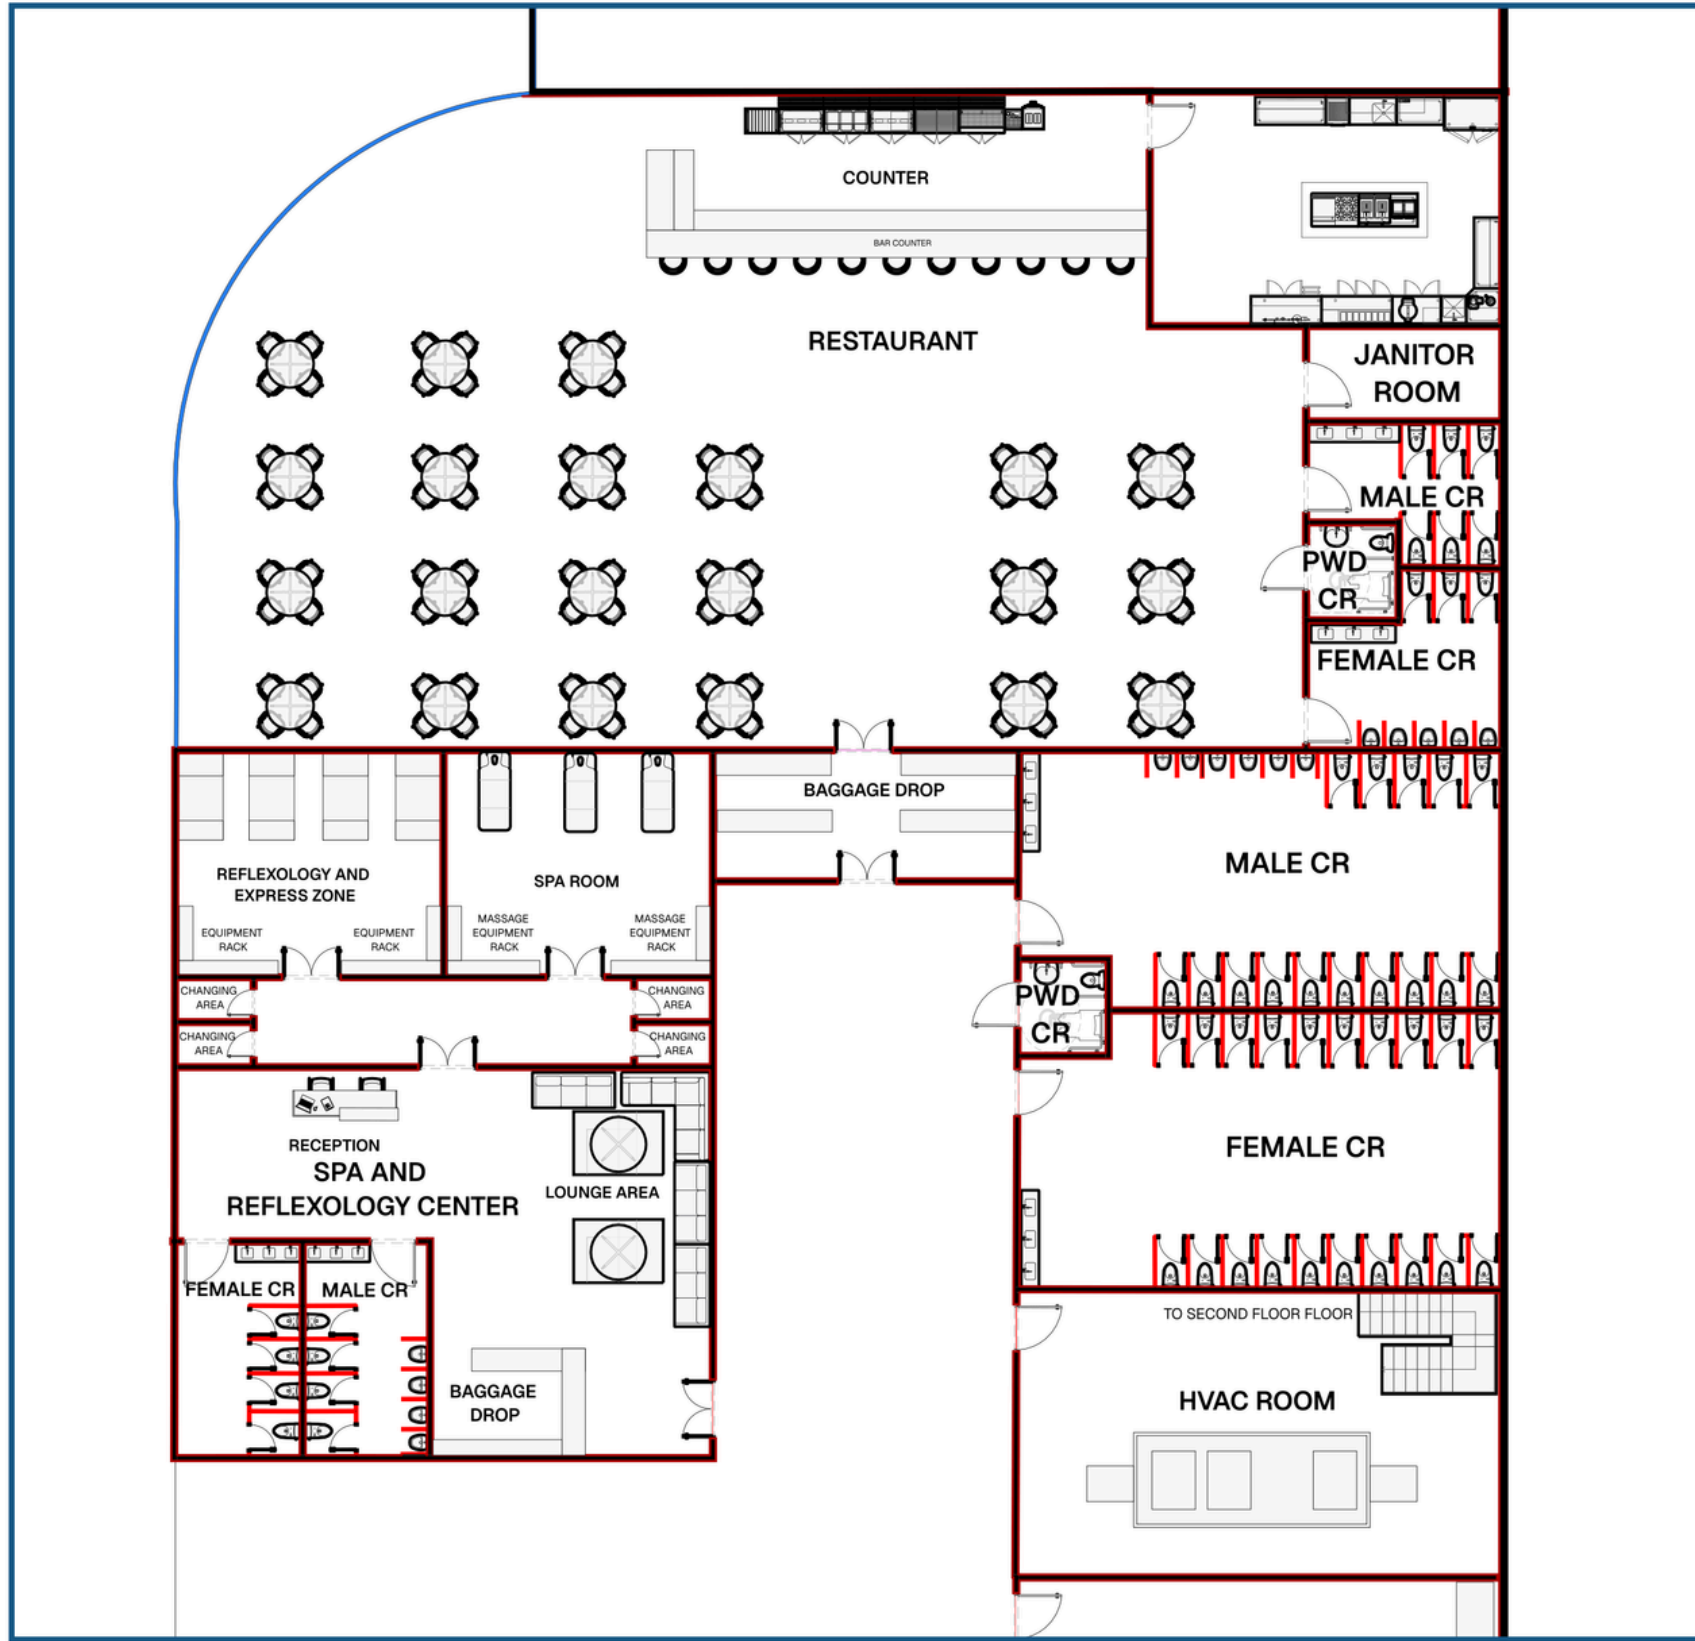 COUNTER
BAR COUNTER
RESTAURANT
JANITOR
ROOM
MALE CR
PWD
CR
FEMALE CR
BAGGAGE DROP
REFLEXOLOGY AND
EXPRESS ZONE
SPA ROOM
MALE CR
EQUIPMENT
RACK
EQUIPMENT
RACK
MASSAGE
EQUIPMENT
RACK
MASSAGE
EQUIPMENT
RACK
CHANGING
AREA
CHANGING
AREA
CHANGING
AREA
CHANGING
AREA
PWD
CR
RECEPTION
SPA AND
REFLEXOLOGY CENTER
LOUNGE AREA
FEMALE CR
FEMALE CR
MALE CR
BAGGAGE
DROP
TO SECOND FLOOR FLOOR
HVAC ROOM